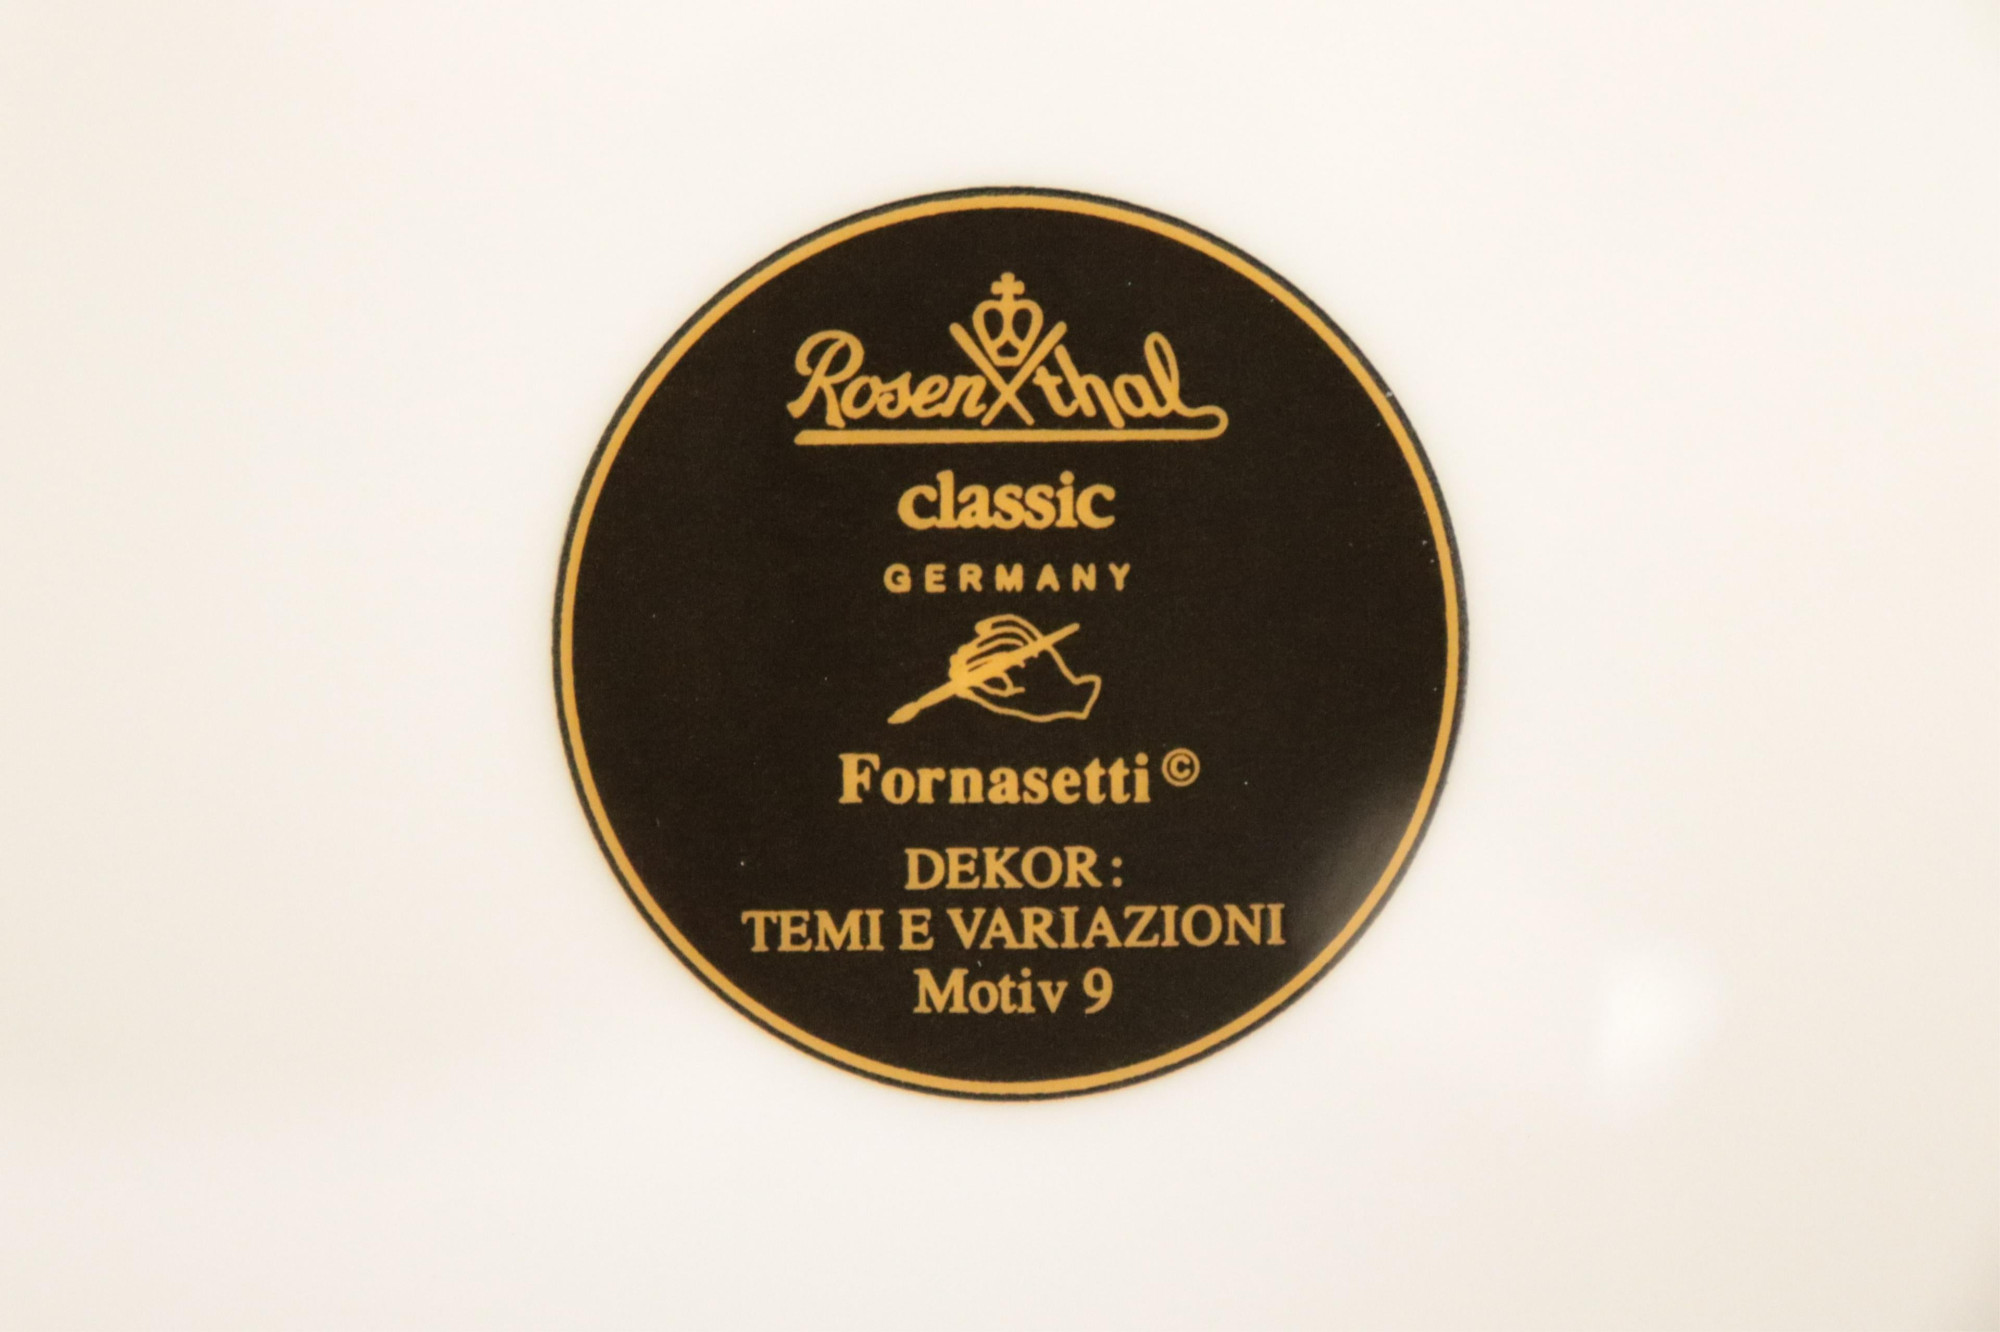 Rosenthal
classic
GERMANY
Fornasetti ©
DEKOR:
TEMI E VARIAZIONI
Motiv 9